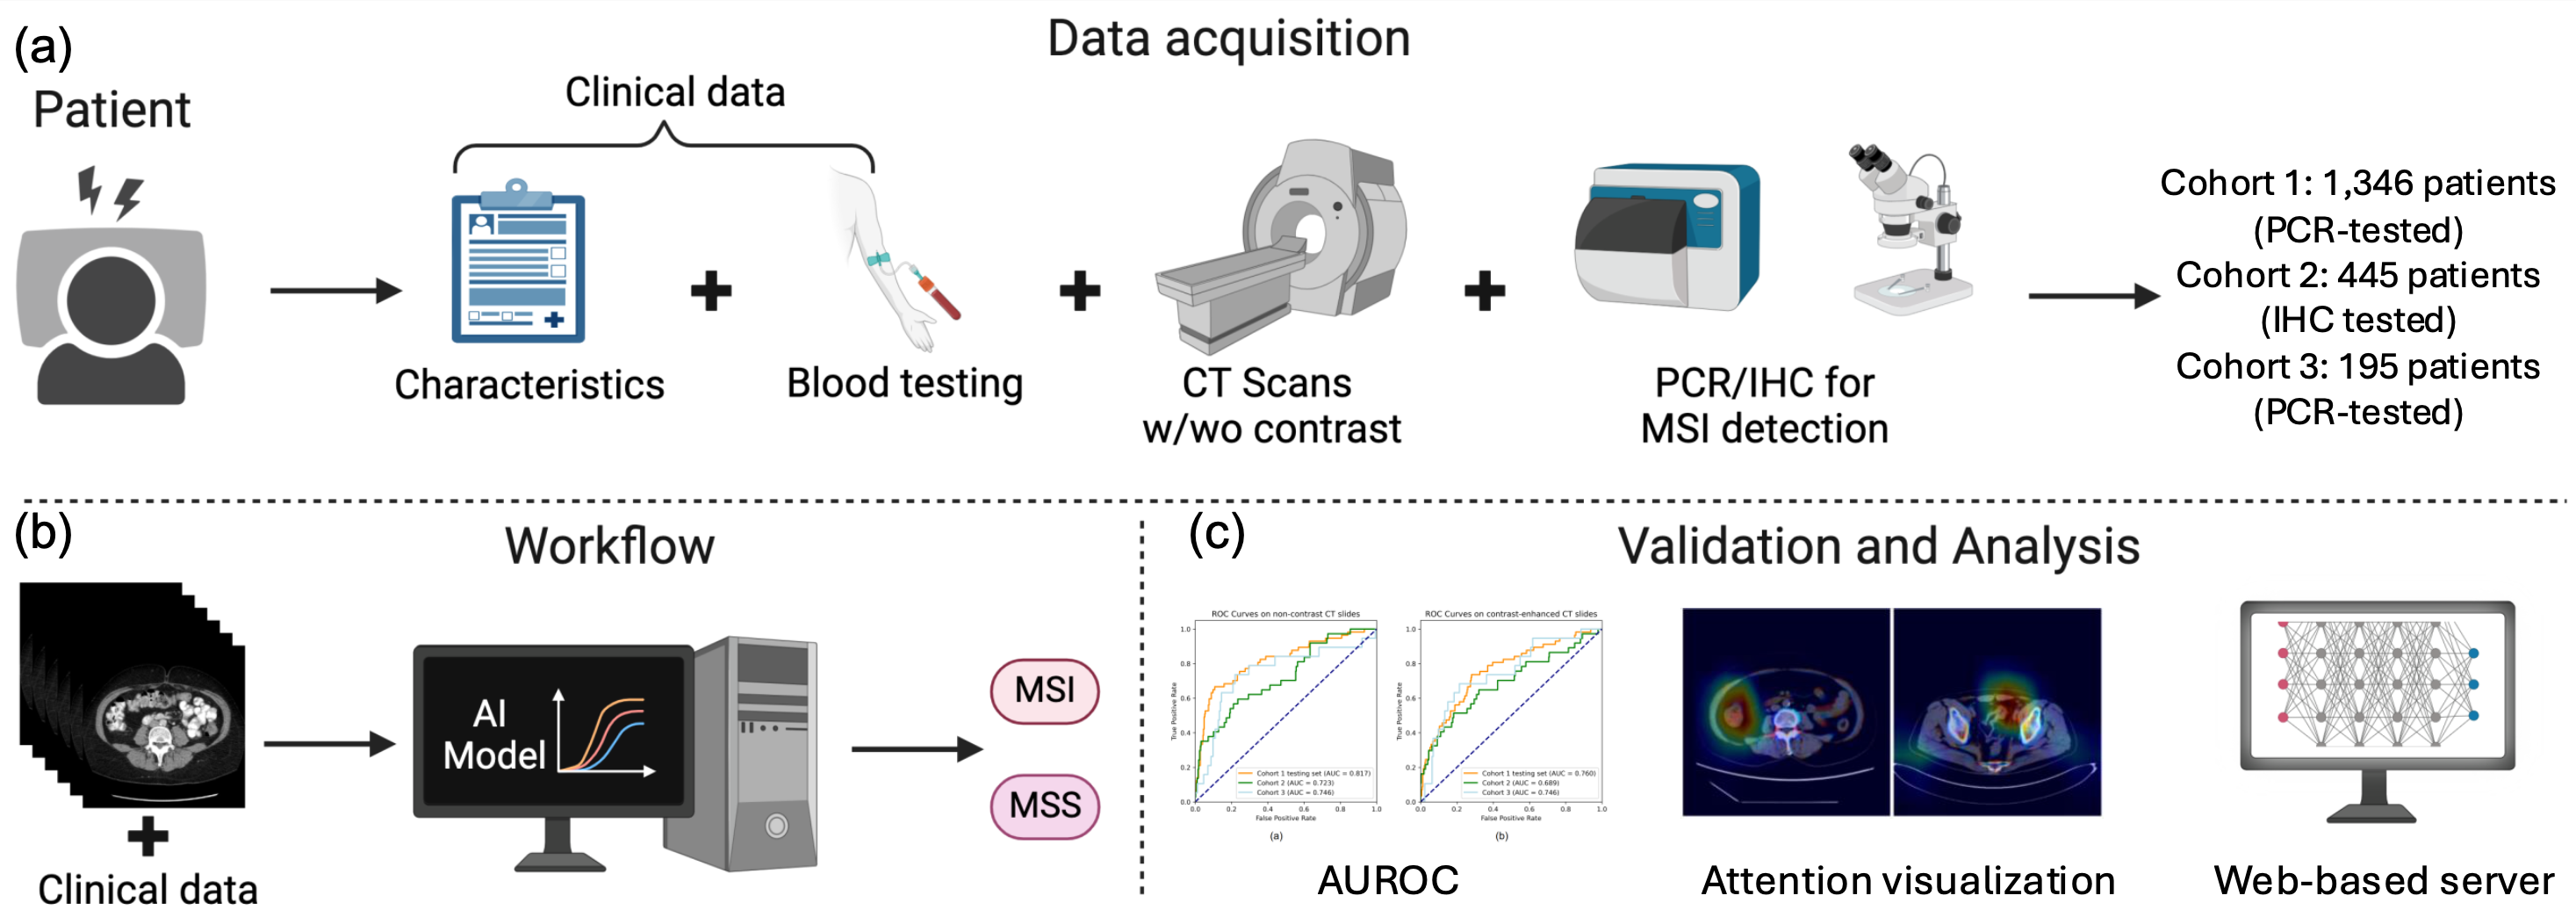 (a)
Data acquisition
Patient
Clinical data
Characteristics
Blood testing
CT Scans
w/wo contrast
PCR/IHC for
MSI detection
Cohort 1: 1,346 patients
(PCR-tested)
Cohort 2: 445 patients
(IHC tested)
Cohort 3: 195 patients
(PCR-tested)
(b)
Workflow
AI
Model
MSI
MSS
Clinical data
(c)
Validation and Analysis
ROC Curves on non-contrast CT slides
True Positive Rate
1.0
0.8
0.6
0.4
0.2
0.0
Cohort 1 testing set (AUC = 0.817)
Cohort 2 (AUC = 0.723)
Cohort 3 (AUC = 0.746)
0.0 0.2 0.4 0.6 0.8 1.0
False Positive Rate
(a)
ROC Curves on contrast-enhanced CT slides
True Positive Rate
1.0
0.8
0.6
0.4
0.2
0.0
Cohort 1 testing set (AUC = 0.760)
Cohort 2 (AUC = 0.689)
Cohort 3 (AUC = 0.746)
0.0 0.2 0.4 0.6 0.8 1.0
False Positive Rate
(b)
AUROC
Attention visualization
Web-based server